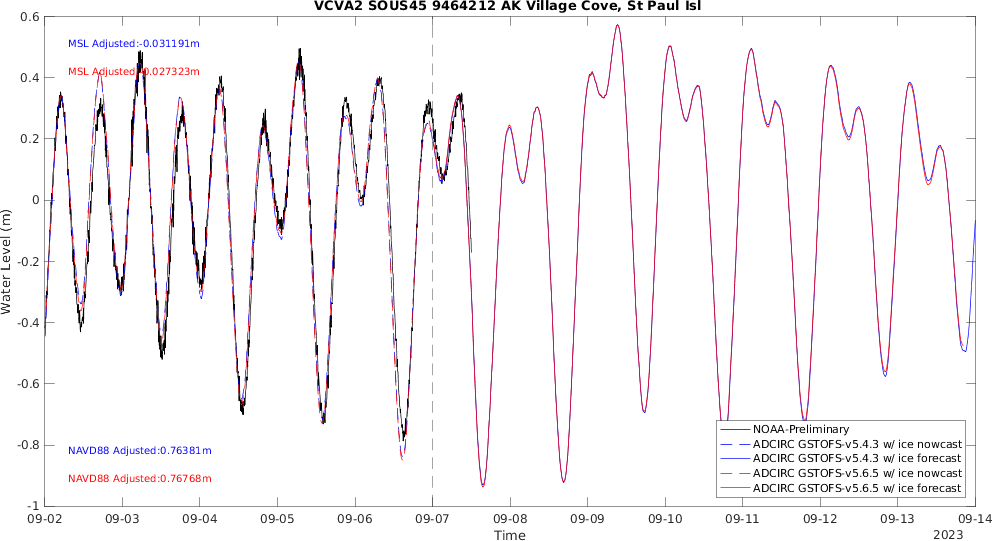 VCVA2 SOUS45 9464212 AK Village Cove, St Paul Isl
0.6
MSL Adjusted:-0.031191m
MSL Adjusted:-0.027323m
0.4
0.2
0
-0.2
-0.4
-0.6
-0.8
-1
Water Level (m)
NAVD88 Adjusted:0.76381m
NAVD88 Adjusted:0.76768m
NOAA-Preliminary
ADCIRC GSTOFS-v5.4.3 w/ ice nowcast
ADCIRC GSTOFS-v5.4.3 w/ ice forecast
ADCIRC GSTOFS-v5.6.5 w/ ice nowcast
ADCIRC GSTOFS-v5.6.5 w/ ice forecast
09-02 09-03 09-04 09-05 09-06 09-07 09-08 09-09 09-10 09-11 09-12 09-13 09-14
Time
2023